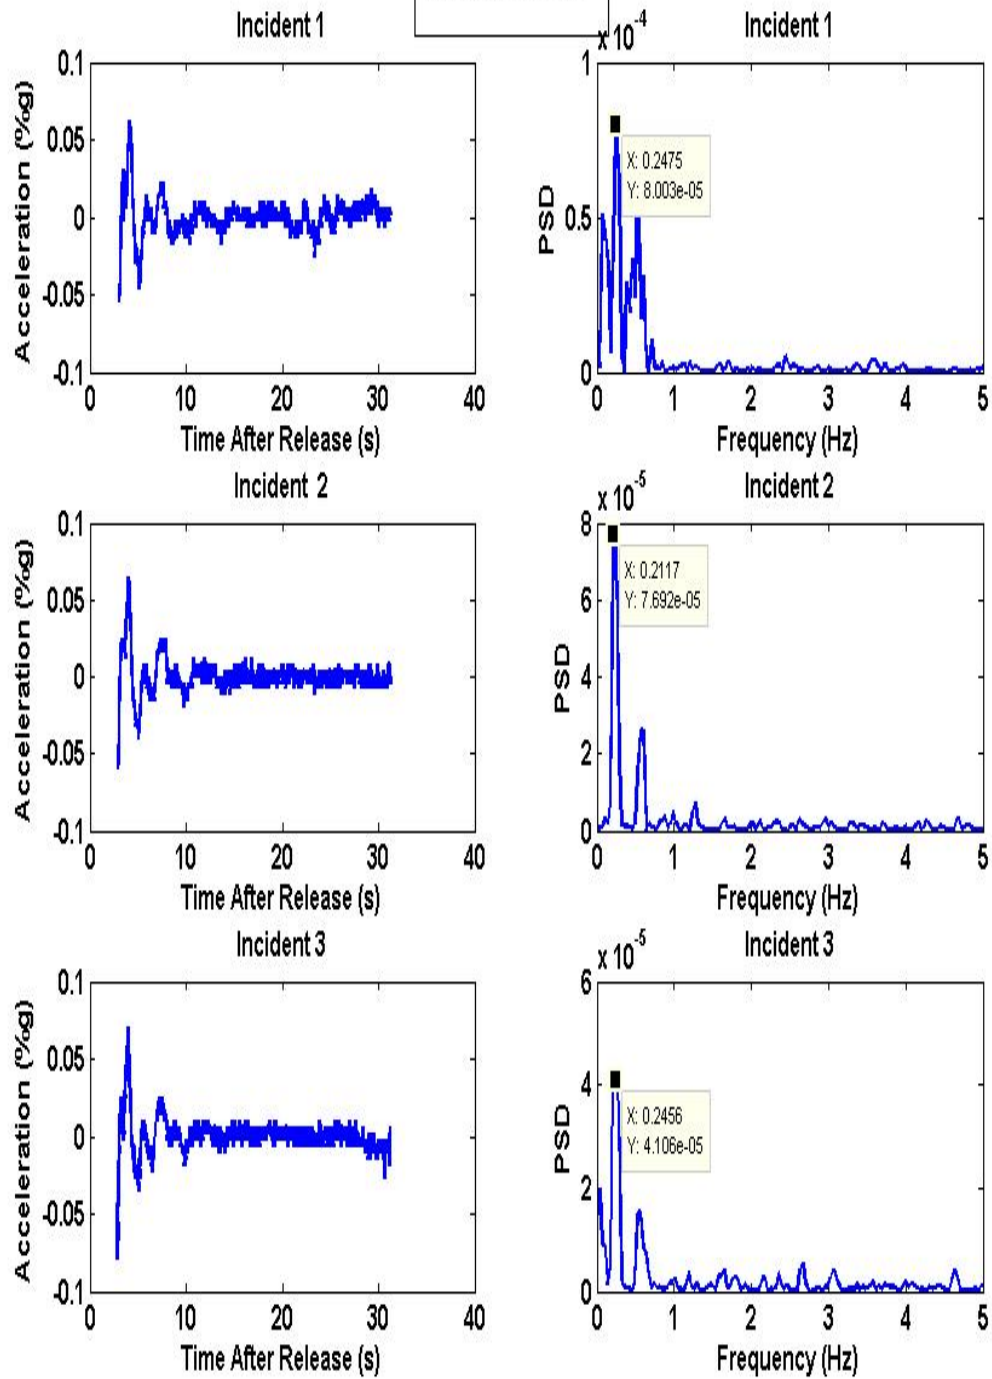 Incident 1
0.1
0.05
0
-0.05
-0.1
Acceleration (%g)
0 10 20 30 40
Time After Release (s)
Incident 1
x 10-4
1
0.5
0
PSD
X: 0.2475
Y: 8.003e-05
0 1 2 3 4 5
Frequency (Hz)
Incident 2
0.1
0.05
0
-0.05
-0.1
Acceleration (%g)
0 10 20 30 40
Time After Release (s)
Incident 2
x 10-5
8
6
4
2
0
PSD
X: 0.2117
Y: 7.692e-05
0 1 2 3 4 5
Frequency (Hz)
Incident 3
0.1
0.05
0
-0.05
-0.1
Acceleration (%g)
0 10 20 30 40
Time After Release (s)
Incident 3
x 10-5
6
4
2
0
PSD
X: 0.2456
Y: 4.106e-05
0 1 2 3 4 5
Frequency (Hz)